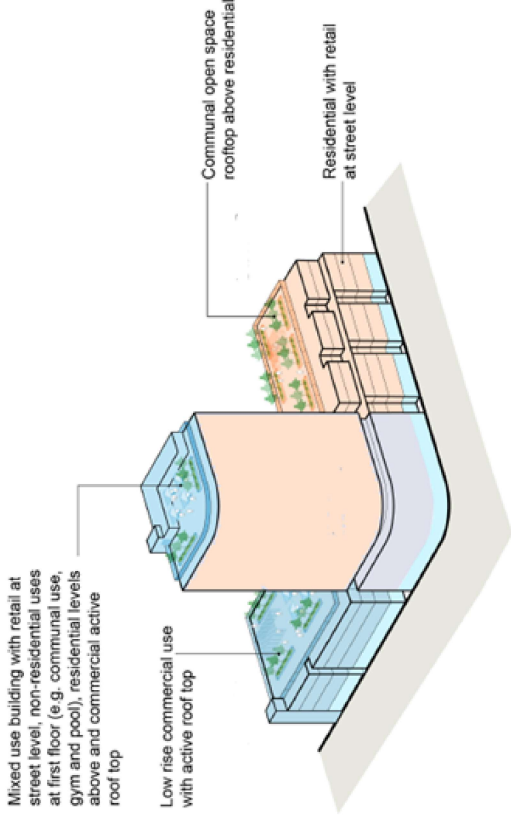 Mixed use building with retail at
street level, non-residential uses
at first floor (e.g. communal use,
gym and pool), residential levels
above and commercial active
roof top
Low rise commercial use
with active roof top
Communal open space
rooftop above residential
Residential with retail
at street level